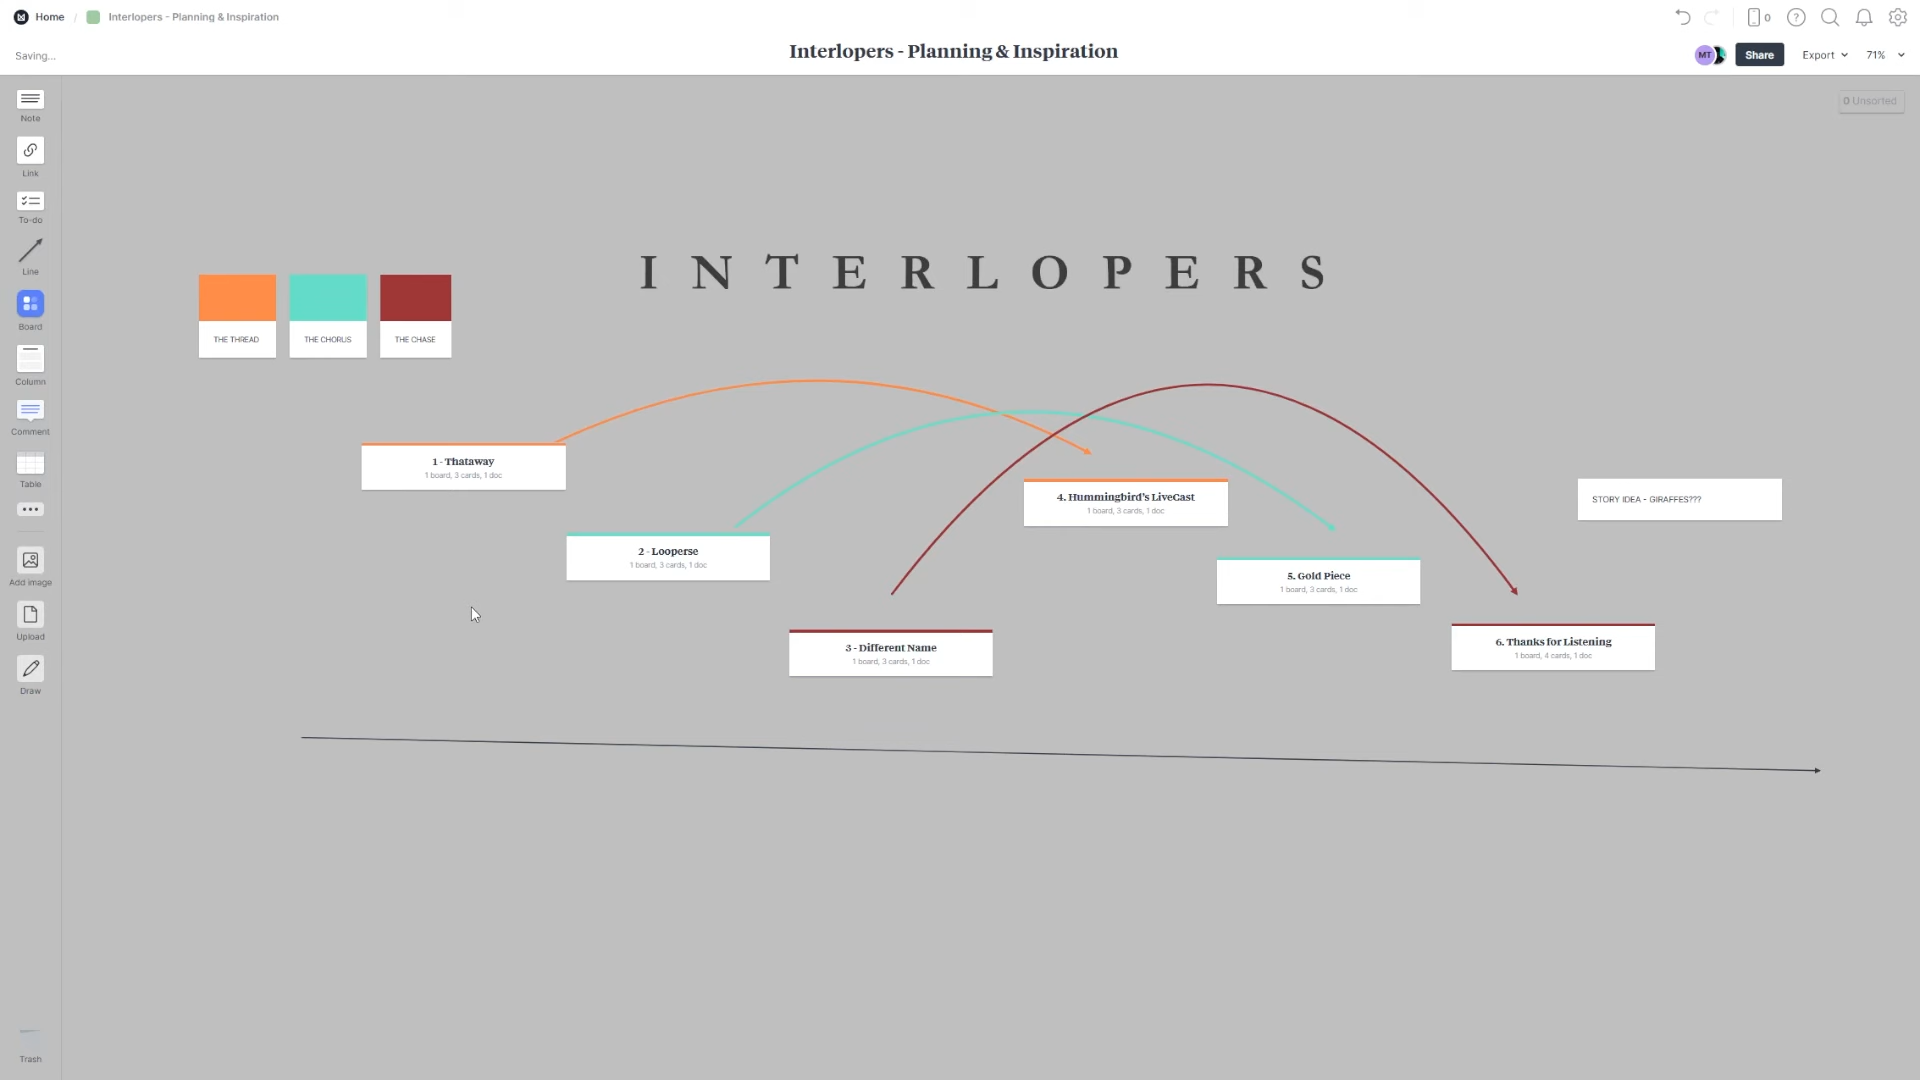 Home / Interlopers - Planning & Inspiration
0
Saving...
Interlopers - Planning & Inspiration
MT
Share
Export
71%
0 Unsorted
Note
Link
To-do
Line
Board
Column
Comment
Table
Add image
Upload
Draw
Trash
INTERLOPERS
THE THREAD
THE CHORUS
THE CHASE
1 - Thataway
1 board, 3 cards, 1 doc
2 - Looperse
1 board, 3 cards, 1 doc
3 - Different Name
1 board, 3 cards, 1 doc
4. Hummingbird's LiveCast
1 board, 3 cards, 1 doc
5. Gold Piece
1 board, 3 cards, 1 doc
6. Thanks for Listening
1 board, 4 cards, 1 doc
STORY IDEA - GIRAFFES???